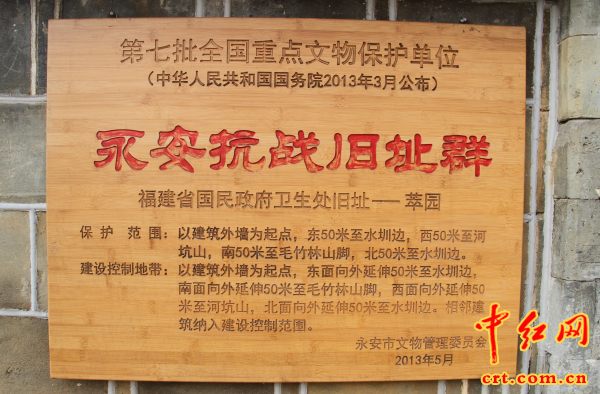 第七批全国重点文物保护单位
（中华人民共和国国务院2013年3月公布）
永安抗战旧址群
福建省国民政府卫生处旧址——萃园
保护范围：以建筑外墙为起点，东50米至水圳边，西50米至河
坑山，南50米至毛竹林山脚，北50米至水圳边。
建设控制地带：以建筑外墙为起点，东面向外延伸50米至水圳边，
南面向外延伸50米至毛竹林山脚，西面向外延伸50
米至河坑山，北面向外延伸50米至水圳边。相邻建
筑纳入建设控制范围。
永安市文物管理委员会
2013年5月
中红网
crt.com.cn